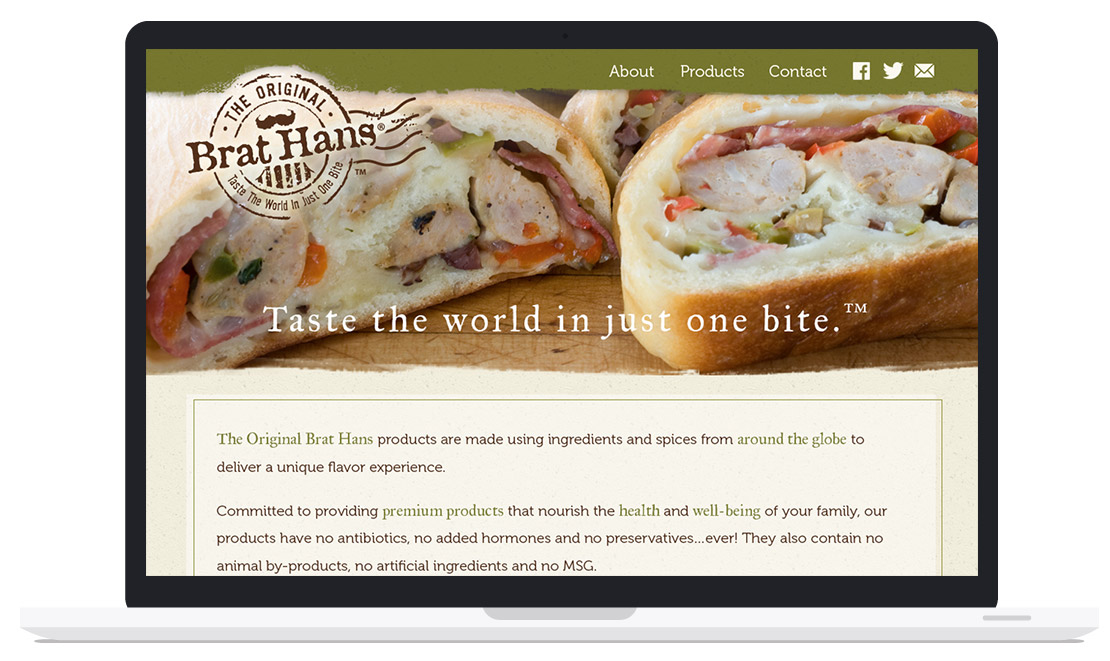 About Products Contact
THE ORIGINAL
Brat Hans®
Taste The World In Just One Bite
TM
Taste the world in just one bite.™
The Original Brat Hans products are made using ingredients and spices from around the globe to
deliver a unique flavor experience.
Committed to providing premium products that nourish the health and well-being of your family, our
products have no antibiotics, no added hormones and no preservatives...ever! They also contain no
animal by-products, no artificial ingredients and no MSG.